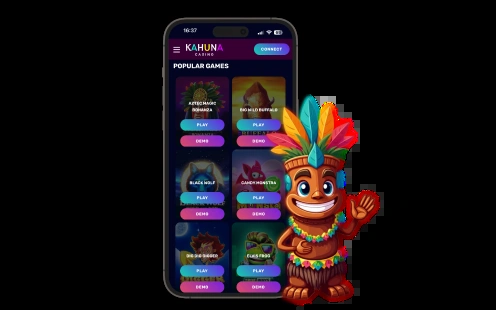 16:37
KAHUNA
CASINO
CONNECT
POPULAR GAMES
AZTEC MAGIC
BONANZA
PLAY
DEMO
BIG WILD BUFFALO
PLAY
DEMO
BLACK WOLF
PLAY
DEMO
CANDY MONSTRA
PLAY
DEMO
DIG DIG DIGGER
PLAY
DEMO
ELVIS FROG
PLAY
DEMO